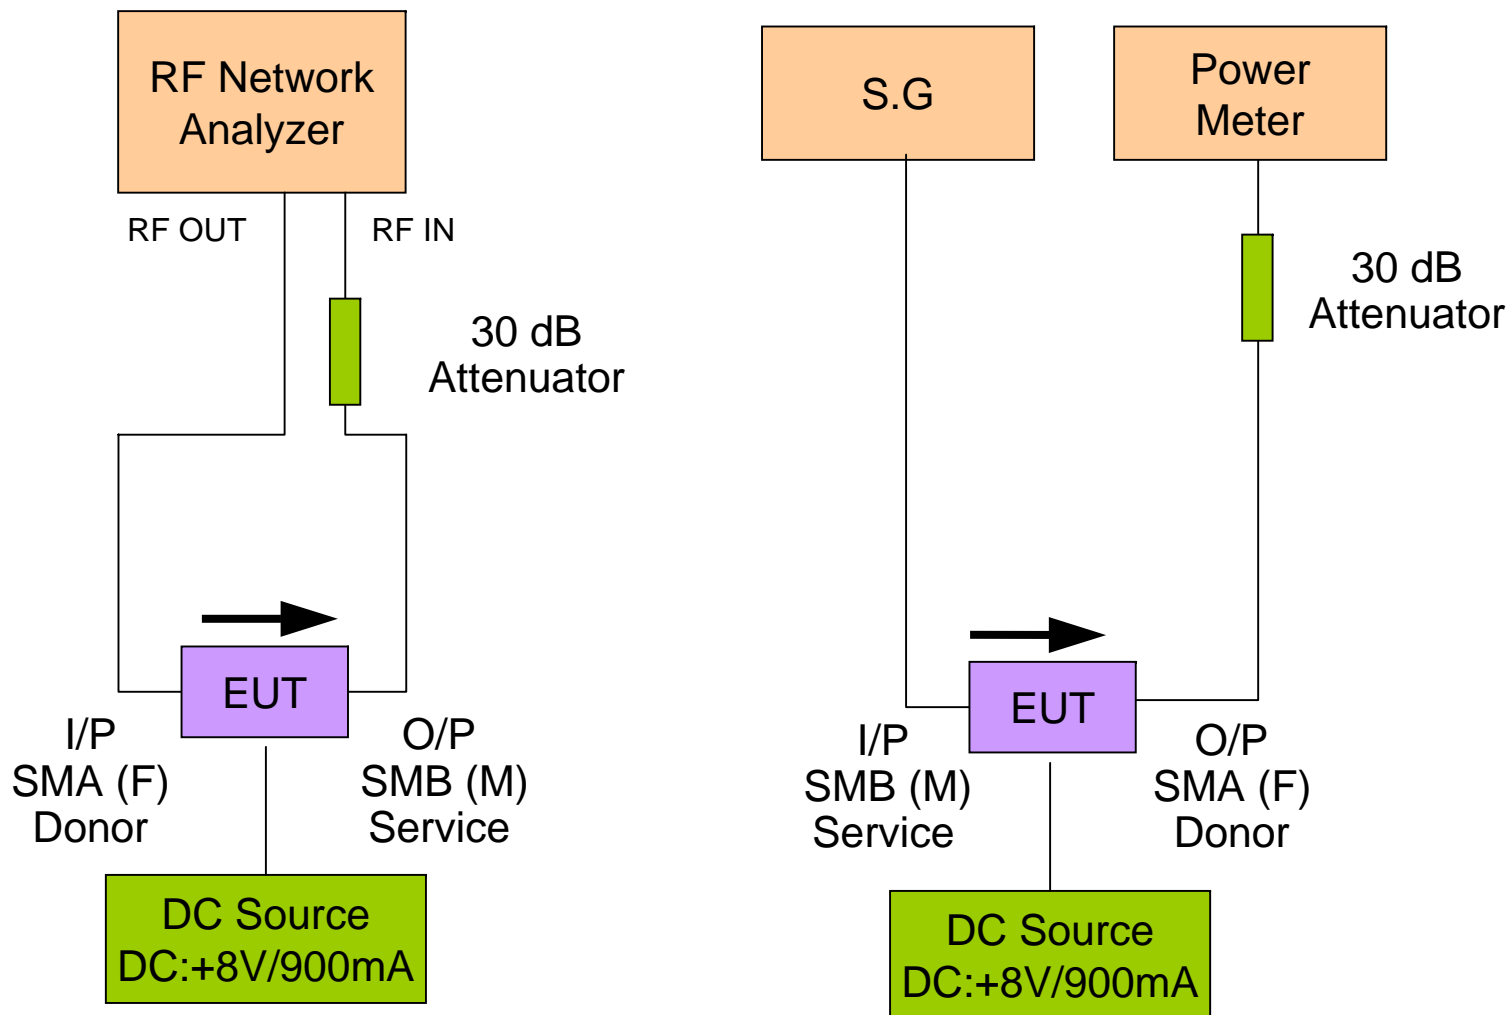 RF Network
Analyzer
RF OUT
RF IN
30 dB
Attenuator
EUT
I/P
SMA (F)
Donor
O/P
SMB (M)
Service
DC Source
DC:+8V/900mA
S.G
Power
Meter
30 dB
Attenuator
EUT
I/P
SMB (M)
Service
O/P
SMA (F)
Donor
DC Source
DC:+8V/900mA